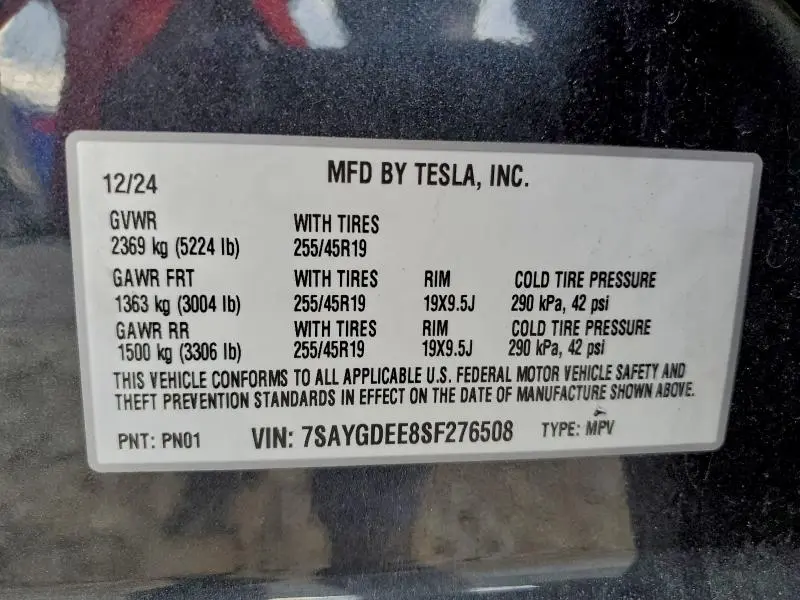 12/24 MFD BY TESLA, INC.
GVWR WITH TIRES
2369 kg (5224 lb) 255/45R19
GAWR FRT WITH TIRES RIM COLD TIRE PRESSURE
1363 kg (3004 lb) 255/45R19 19X9.5J 290 kPa, 42 psi
GAWR RR WITH TIRES RIM COLD TIRE PRESSURE
1500 kg (3306 lb) 255/45R19 19X9.5J 290 kPa, 42 psi
THIS VEHICLE CONFORMS TO ALL APPLICABLE U.S. FEDERAL MOTOR VEHICLE SAFETY AND
THEFT PREVENTION STANDARDS IN EFFECT ON THE DATE OF MANUFACTURE SHOWN ABOVE.
PNT: PN01 VIN: 7SAYGDEE8SF276508 TYPE: MPV